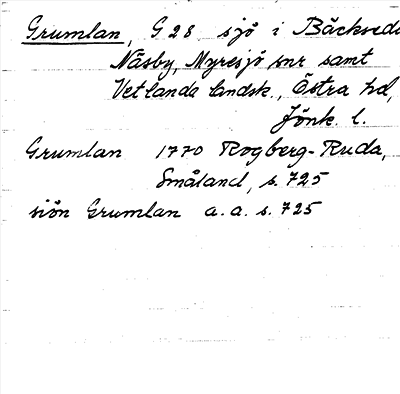 Grumlan, G 28 sjö i Bäckseda
Näsby, Myresjö snr samt
Vetlanda landsk., Östra hd,
Jönk. l.
Grumlan 1770 Rogberg-Ruda,
Småland, s. 725
siön Grumlan a.a. s. 725